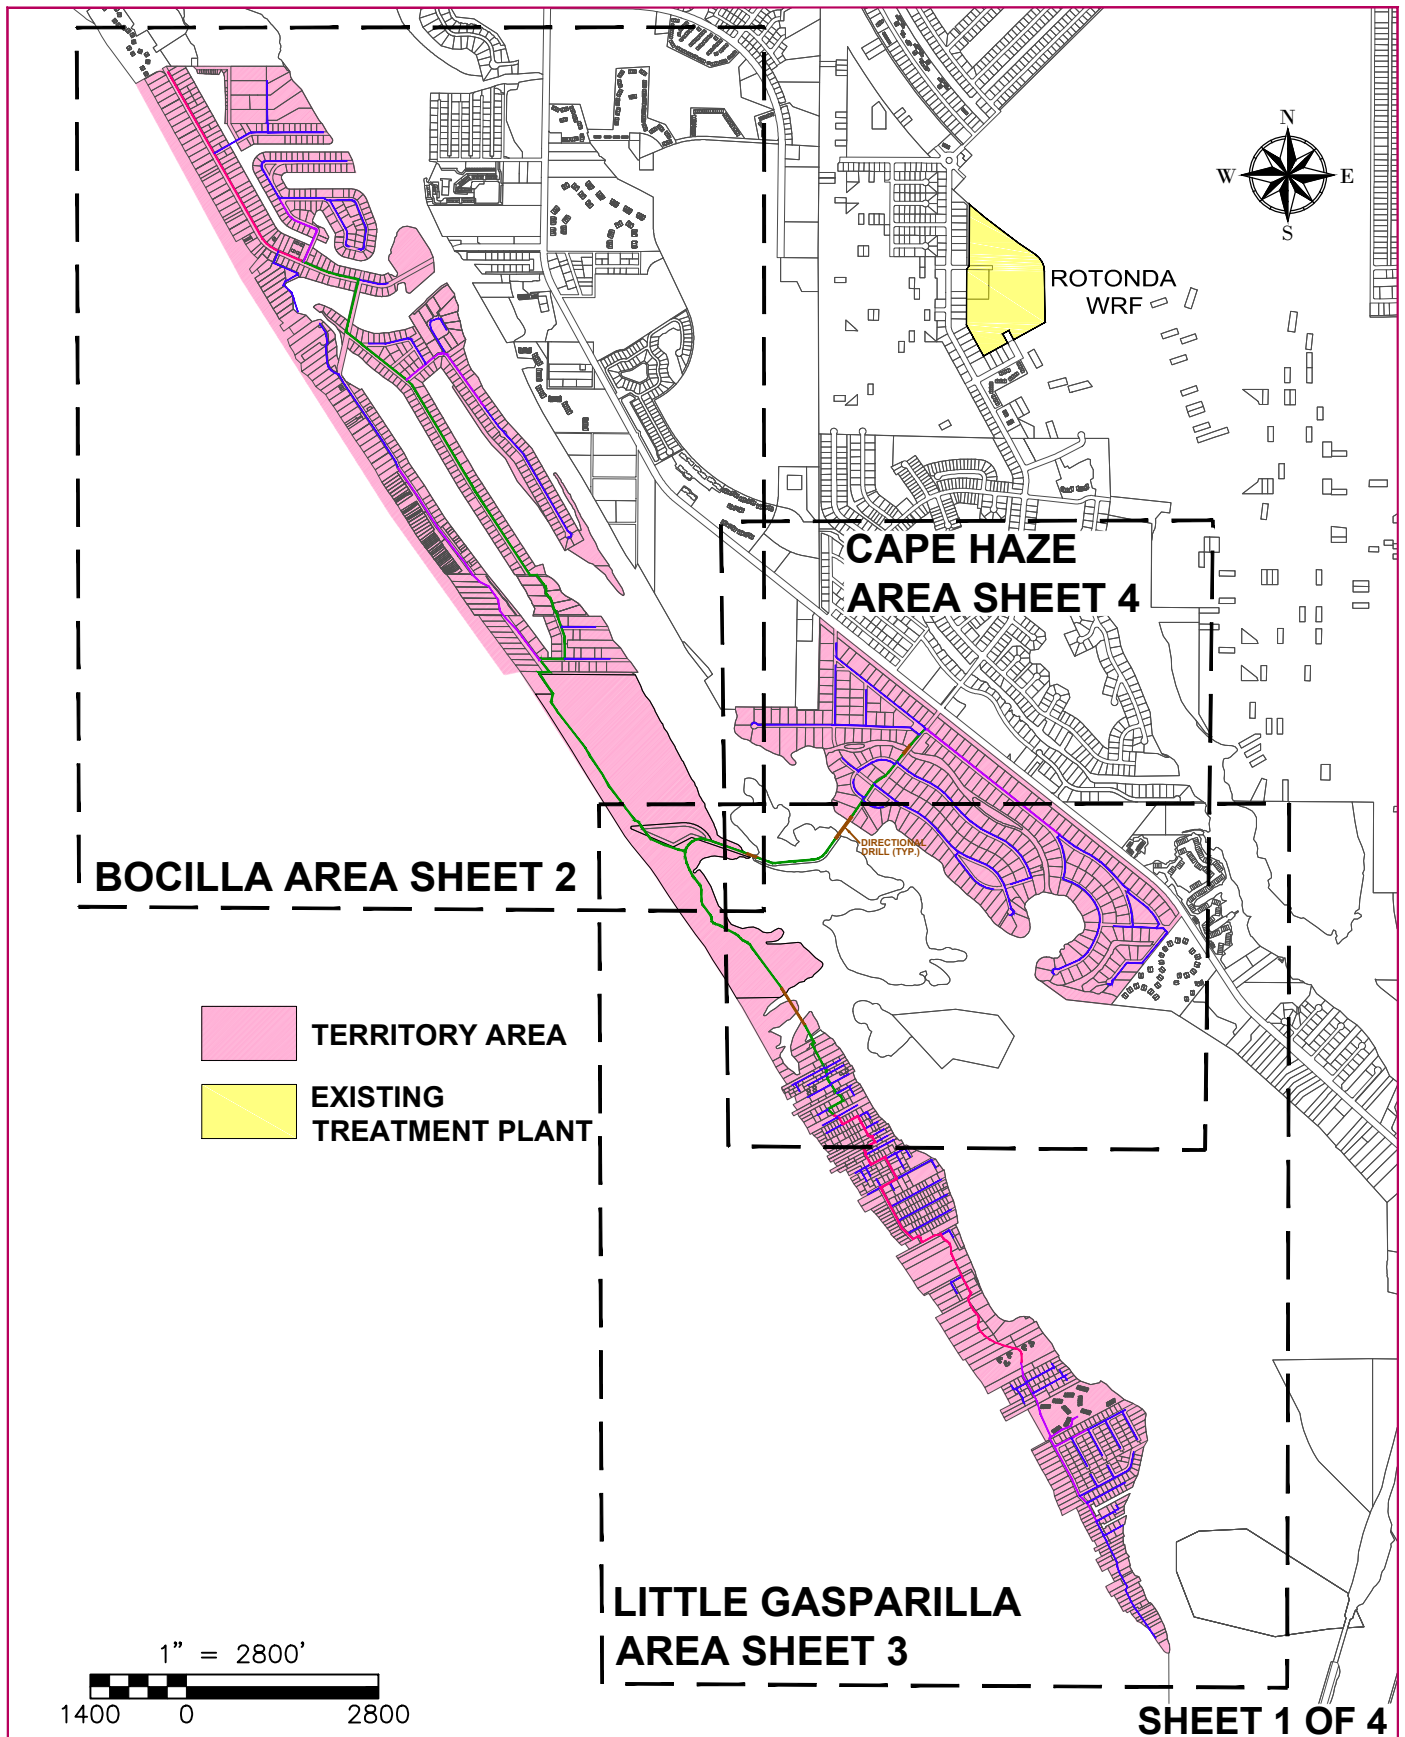 N
W
E
S
ROTONDA
WRF
CAPE HAZE
AREA SHEET 4
DIRECTIONAL
DRILL (TYP.)
BOCILLA AREA SHEET 2
TERRITORY AREA
EXISTING
TREATMENT PLANT
LITTLE GASPARILLA
AREA SHEET 3
1” = 2800’
1400
0
2800
SHEET 1 OF 4